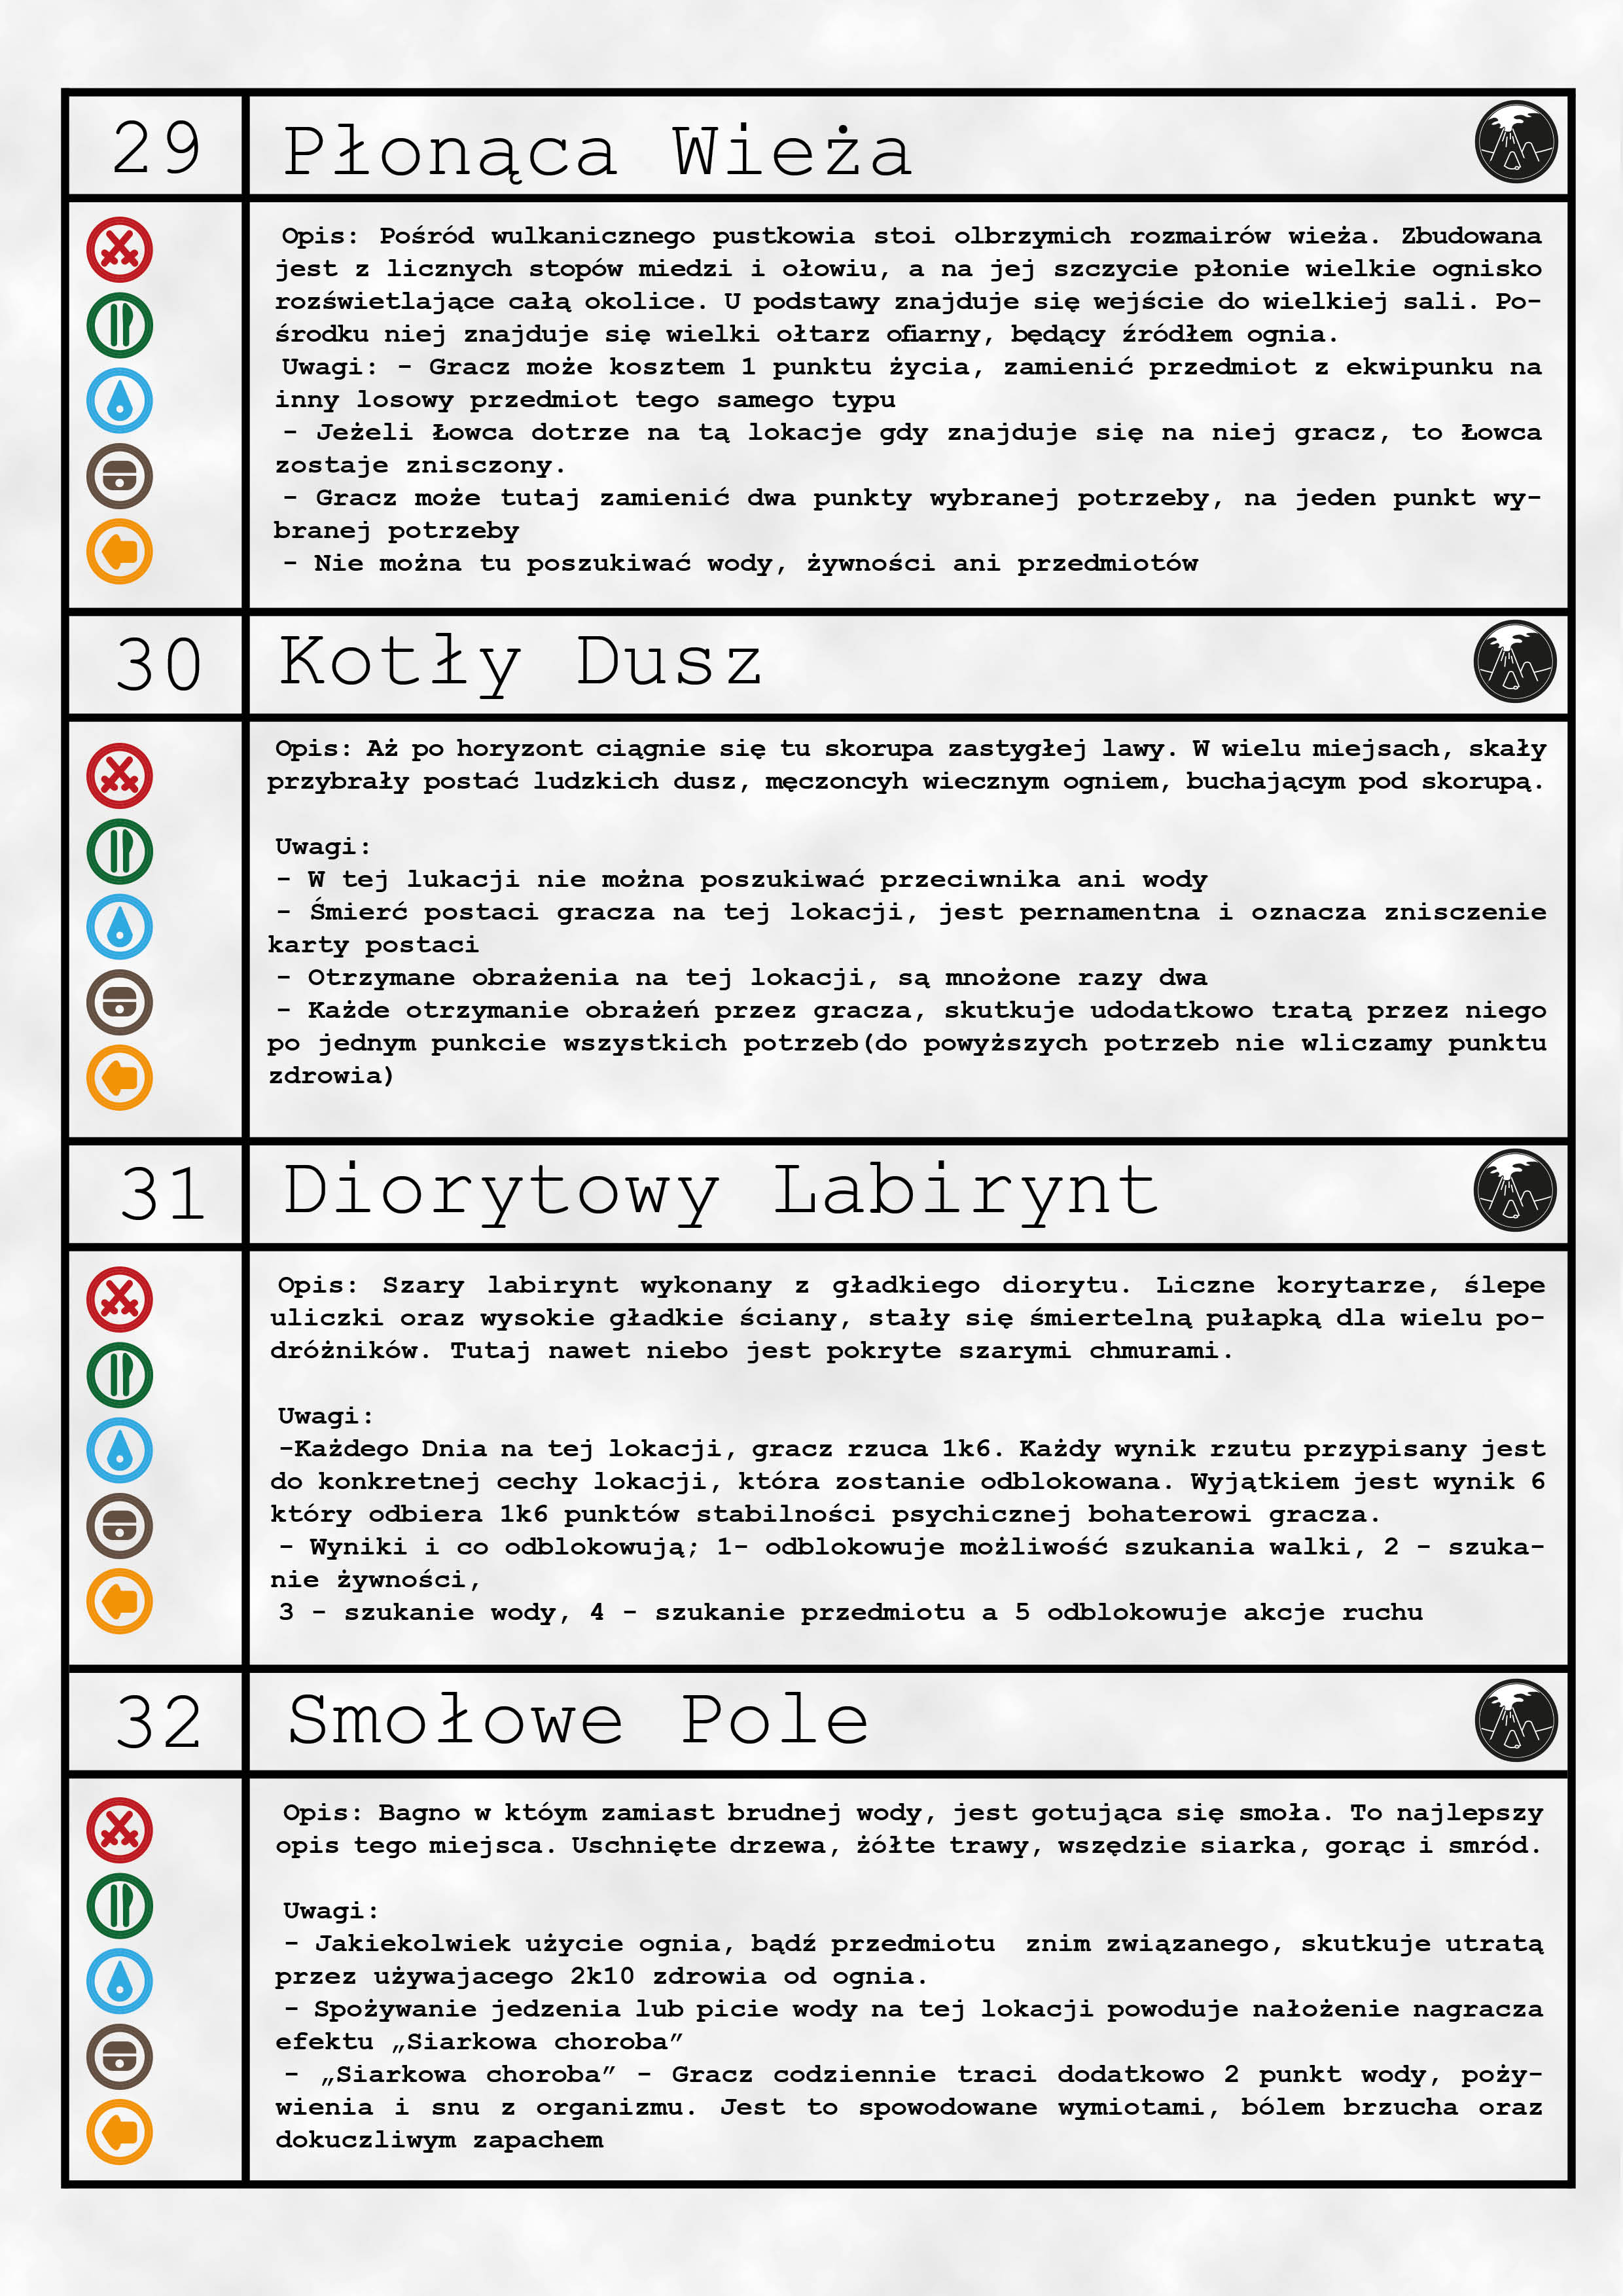 29 Płonąca Wieża
Opis: Pośród wulkanicznego pustkowia stoi olbrzymich rozmairów wieża. Zbudowana
jest z licznych stopów miedzi i ołowiu, a na jej szczycie płonie wielkie ognisko
rozświetlające całą okolice. U podstawy znajduje się wejście do wielkiej sali. Po-
środku niej znajduje się wielki ołtarz ofiarny, będący źródłem ognia.
Uwagi: - Gracz może kosztem 1 punktu życia, zamienić przedmiot z ekwipunku na
inny losowy przedmiot tego samego typu
- Jeżeli Łowca dotrze na tą lokacje gdy znajduje się na niej gracz, to Łowca
zostaje znisczony.
- Gracz może tutaj zamienić dwa punkty wybranej potrzeby, na jeden punkt wy-
branej potrzeby
- Nie można tu poszukiwać wody, żywności ani przedmiotów
30 Kotły Dusz
Opis: Aż po horyzont ciągnie się tu skorupa zastygłej lawy. W wielu miejsach, skały
przybrały postać ludzkich dusz, męczoncyh wiecznym ogniem, buchającym pod skorupą.
Uwagi:
- W tej lukacji nie można poszukiwać przeciwnika ani wody
- Śmierć postaci gracza na tej lokacji, jest pernamentna i oznacza znisczenie
karty postaci
- Otrzymane obrażenia na tej lokacji, są mnożone razy dwa
- Każde otrzymanie obrażeń przez gracza, skutkuje udodatkowo tratą przez niego
po jednym punkcie wszystkich potrzeb(do powyższych potrzeb nie wliczamy punktu
zdrowia)
31 Diorytowy Labirynt
Opis: Szary labirynt wykonany z gładkiego diorytu. Liczne korytarze, ślepe
uliczki oraz wysokie gładkie ściany, stały się śmiertelną pułapką dla wielu po-
dróżników. Tutaj nawet niebo jest pokryte szarymi chmurami.
Uwagi:
-Każdego Dnia na tej lokacji, gracz rzuca 1k6. Każdy wynik rzutu przypisany jest
do konkretnej cechy lokacji, która zostanie odblokowana. Wyjątkiem jest wynik 6
który odbiera 1k6 punktów stabilności psychicznej bohaterowi gracza.
- Wyniki i co odblokowują; 1- odblokowuje możliwość szukania walki, 2 - szuka-
nie żywności,
3 - szukanie wody, 4 - szukanie przedmiotu a 5 odblokowuje akcje ruchu
32 Smołowe Pole
Opis: Bagno w któym zamiast brudnej wody, jest gotująca się smoła. To najlepszy
opis tego miejsca. Uschnięte drzewa, żółte trawy, wszędzie siarka, gorąc i smród.
Uwagi:
- Jakiekolwiek użycie ognia, bądź przedmiotu  znim związanego, skutkuje utratą
przez używajacego 2k10 zdrowia od ognia.
- Spożywanie jedzenia lub picie wody na tej lokacji powoduje nałożenie nagracza
efektu „Siarkowa choroba”
- „Siarkowa choroba” - Gracz codziennie traci dodatkowo 2 punkt wody, poży-
wienia i snu z organizmu. Jest to spowodowane wymiotami, bólem brzucha oraz
dokuczliwym zapachem